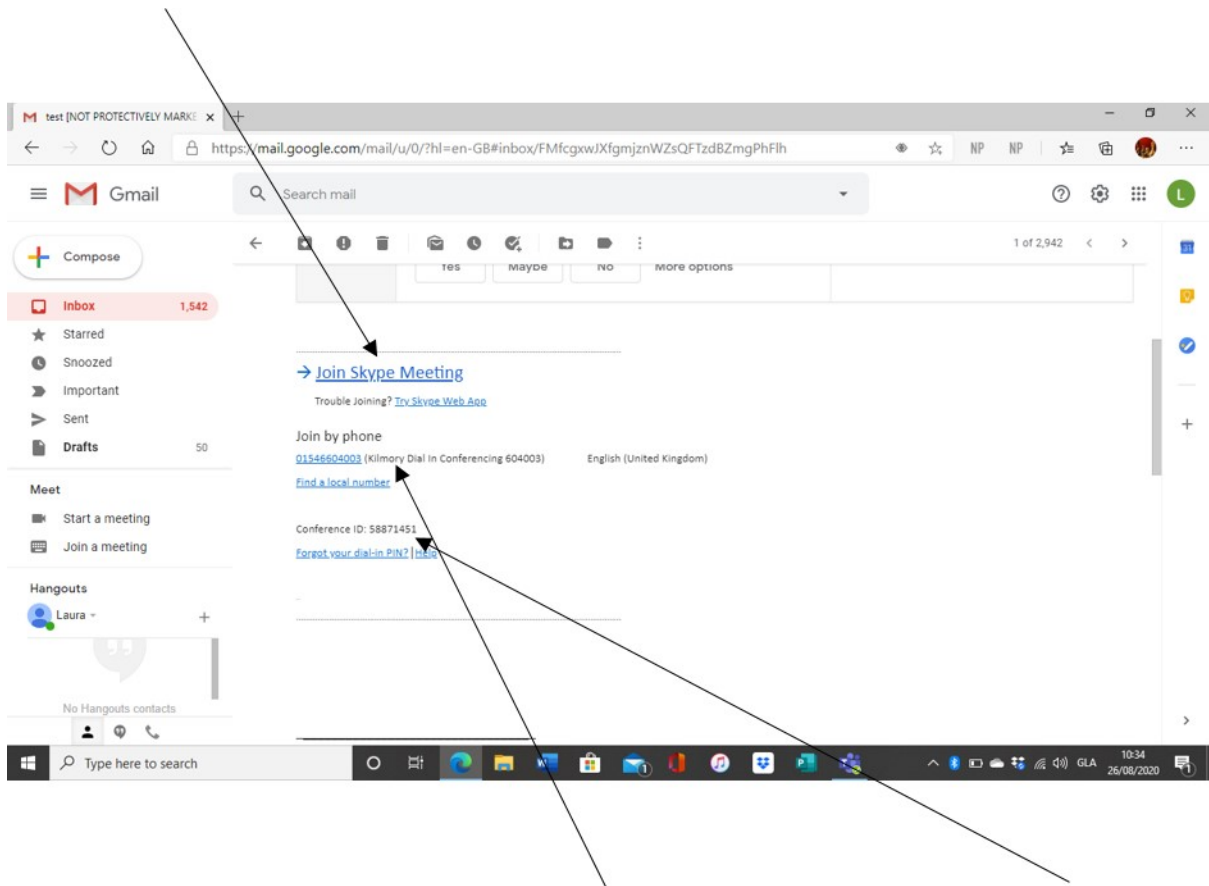 test [NOT PROTECTIVELY MARKE
https://mail.google.com/mail/u/0/?hl=en-GB#inbox/FMfcgxwJXfgmjznWZsQFTzdBZmgPhFlh
NP NP
Gmail
Search mail
L
Compose
1 of 2,942
31
Yes Maybe No More options
Inbox 1,542
Starred
Snoozed
Important
Sent
Drafts 50
Meet
Start a meeting
Join a meeting
Hangouts
Laura
No Hangouts contacts
→ Join Skype Meeting
Trouble Joining? Try Skype Web App
Join by phone
01546604003 (Kilmory Dial In Conferencing 604003) English (United Kingdom)
Find a local number
Conference ID: 58871451
Forgot your dial-in PIN? | Help
Type here to search
GLA
10:34
26/08/2020